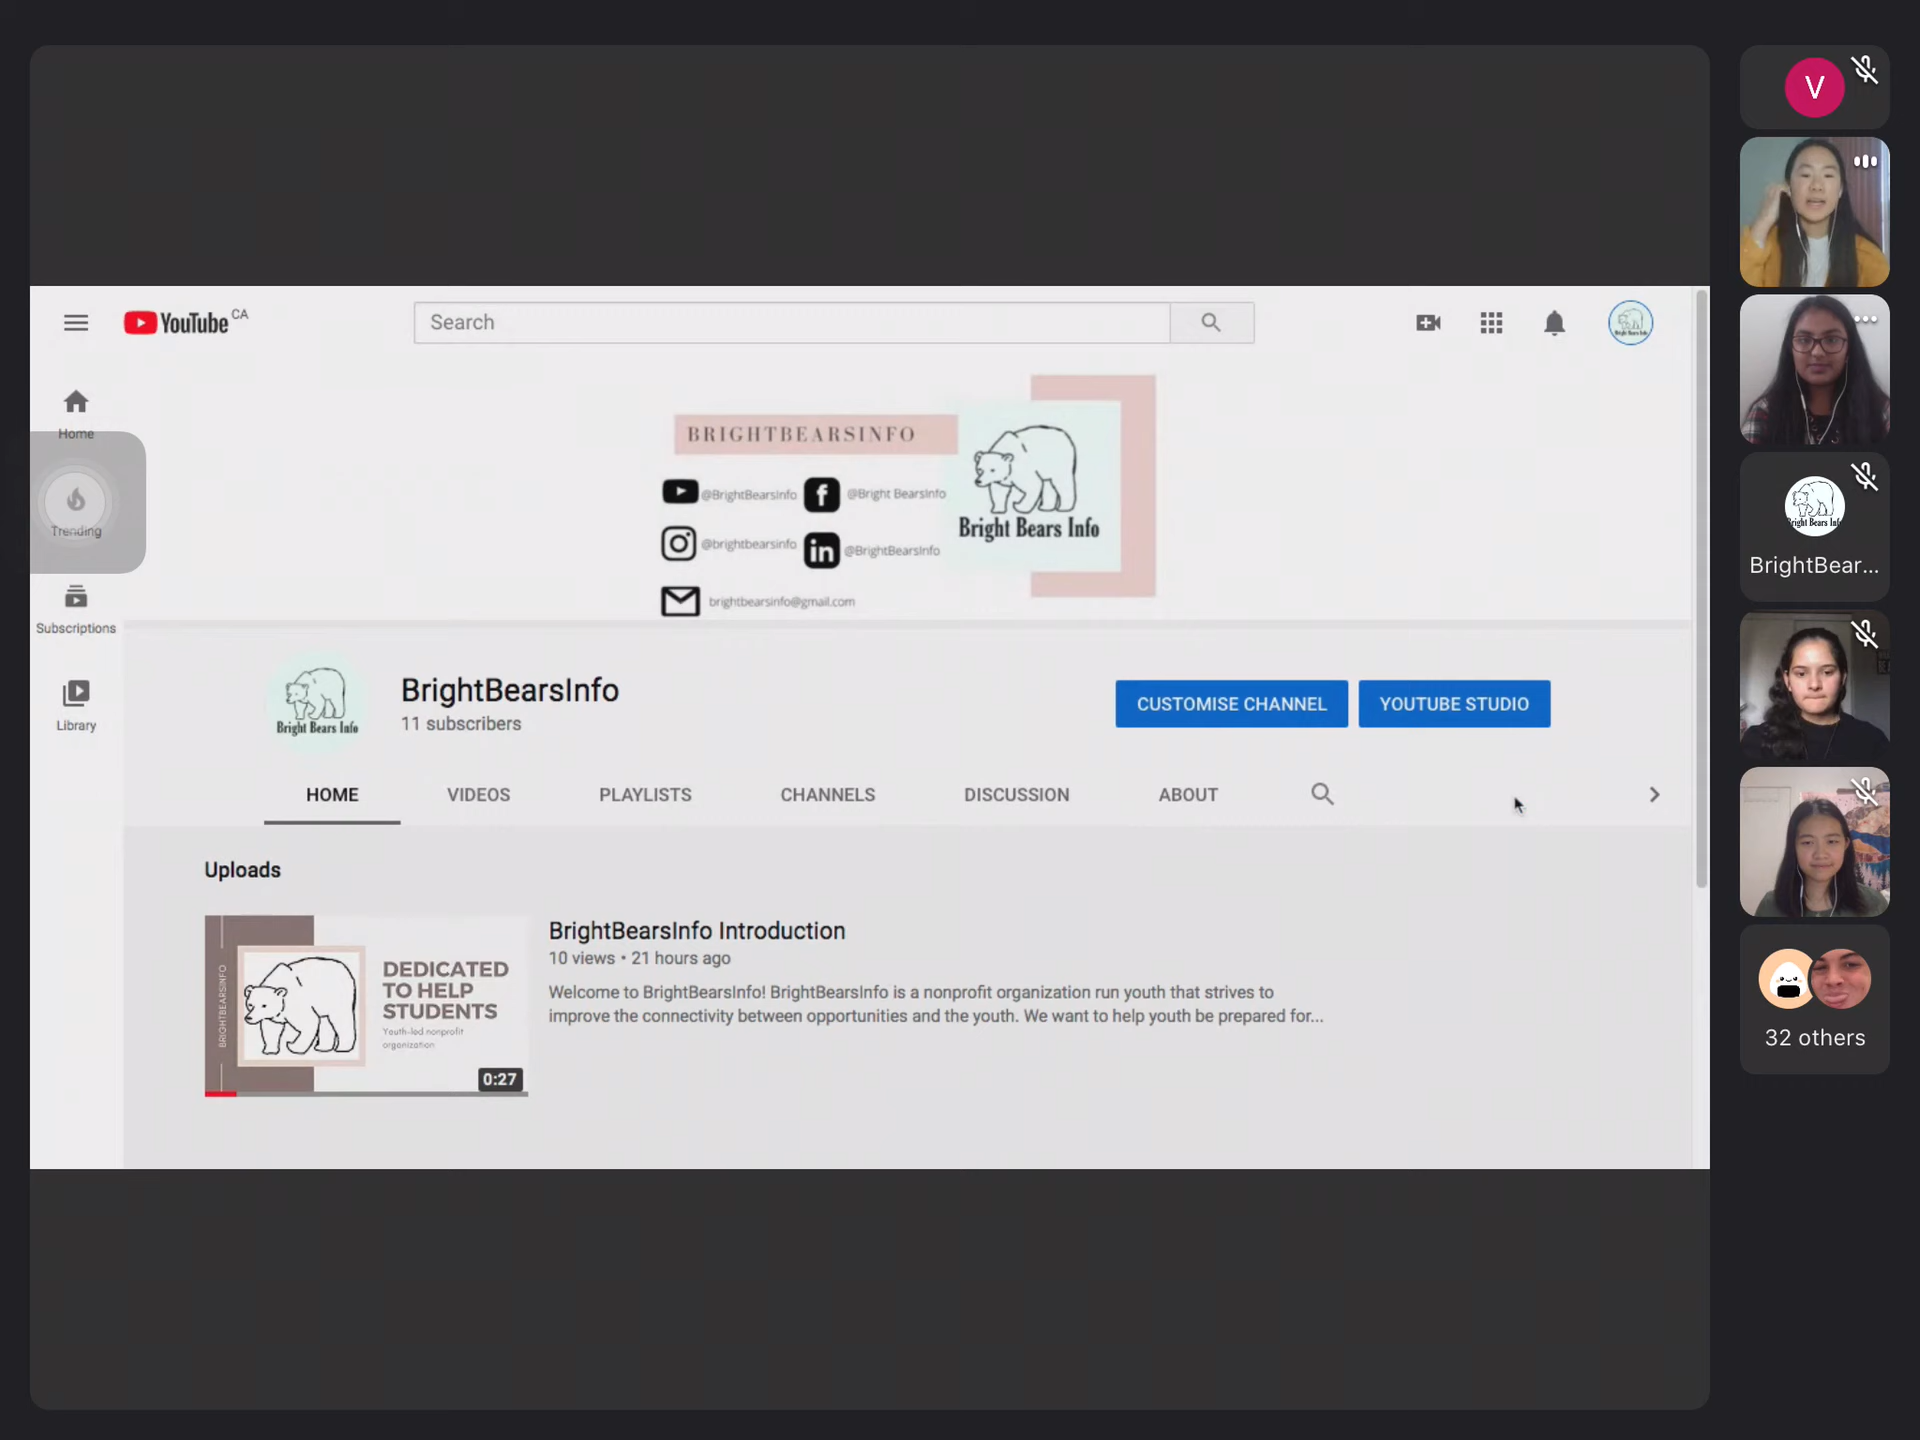 V
YouTube CA
Search
Home
Trending
Subscriptions
Library
BRIGHTBEARSINFO
@BrightBearsInfo
@Bright BearsInfo
@brightbearsinfo
@BrightBearsInfo
brightbearsinfo@gmail.com
Bright Bears Info
Bright Bears Info
BrightBearsInfo
11 subscribers
CUSTOMISE CHANNEL
YOUTUBE STUDIO
HOME
VIDEOS
PLAYLISTS
CHANNELS
DISCUSSION
ABOUT
Uploads
BRIGHTBEARSINFO
DEDICATED
TO HELP
STUDENTS
Youth-led nonprofit
organization
0:27
BrightBearsInfo Introduction
10 views • 21 hours ago
Welcome to BrightBearsInfo! BrightBearsInfo is a nonprofit organization run youth that strives to
improve the connectivity between opportunities and the youth. We want to help youth be prepared for...
Bright Bears Info
BrightBear...
32 others